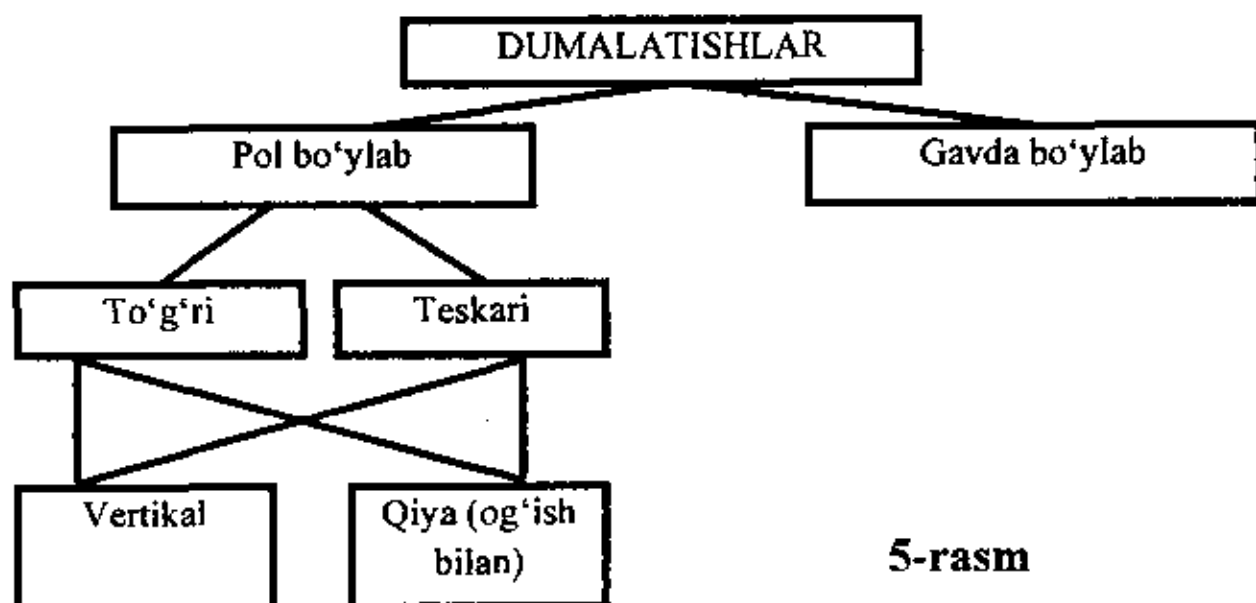 DUMALATISHLAR
Pol bo‘ylab
Gavda bo‘ylab
To‘g‘ri
Teskari
Vertikal
Qiya (og‘ish
bilan)
5-rasm